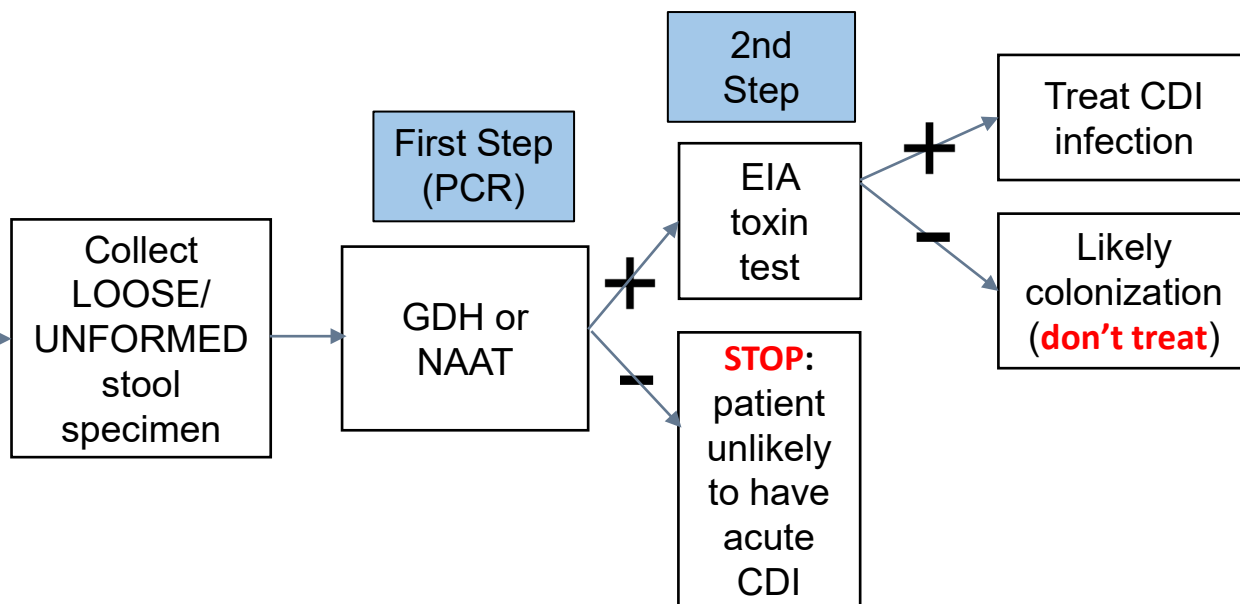 Collect
LOOSE/
UNFORMED
stool
specimen
First Step
(PCR)
GDH or
NAAT
+
-
2nd
Step
EIA
toxin
test
STOP:
patient
unlikely
to have
acute
CDI
+
-
Treat CDI
infection
Likely
colonization
(don’t treat)